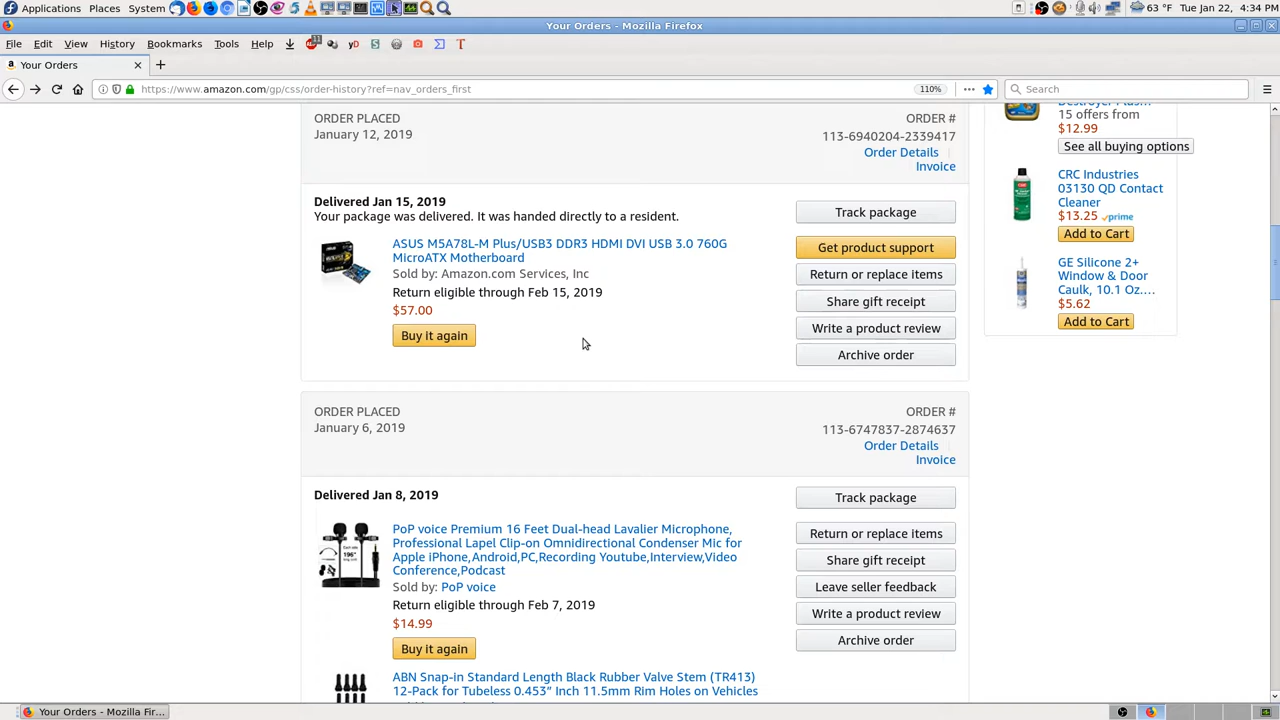 Applications Places System 63 °F Tue Jan 22, 4:34 PM
Your Orders - Mozilla Firefox
File Edit View History Bookmarks Tools Help
Your Orders
https://www.amazon.com/gp/css/order-history?ref=nav_orders_first 110% Search
ORDER PLACED
January 12, 2019
ORDER #
113-6940204-2339417
Order Details
Invoice
Delivered Jan 15, 2019
Your package was delivered. It was handed directly to a resident.
ASUS M5A78L-M Plus/USB3 DDR3 HDMI DVI USB 3.0 760G
MicroATX Motherboard
Sold by: Amazon.com Services, Inc
Return eligible through Feb 15, 2019
$57.00
Buy it again
Track package
Get product support
Return or replace items
Share gift receipt
Write a product review
Archive order
ORDER PLACED
January 6, 2019
ORDER #
113-6747837-2874637
Order Details
Invoice
Delivered Jan 8, 2019
PoP voice Premium 16 Feet Dual-head Lavalier Microphone,
Professional Lapel Clip-on Omnidirectional Condenser Mic for
Apple iPhone,Android,PC,Recording Youtube,Interview,Video
Conference,Podcast
Sold by: PoP voice
Return eligible through Feb 7, 2019
$14.99
Buy it again
Track package
Return or replace items
Share gift receipt
Leave seller feedback
Write a product review
Archive order
ABN Snap-in Standard Length Black Rubber Valve Stem (TR413)
12-Pack for Tubeless 0.453” Inch 11.5mm Rim Holes on Vehicles
Destroyer Plus...
15 offers from
$12.99
See all buying options
CRC Industries
03130 QD Contact
Cleaner
$13.25 prime
Add to Cart
GE Silicone 2+
Window & Door
Caulk, 10.1 Oz....
$5.62
Add to Cart
Your Orders - Mozilla Fir...